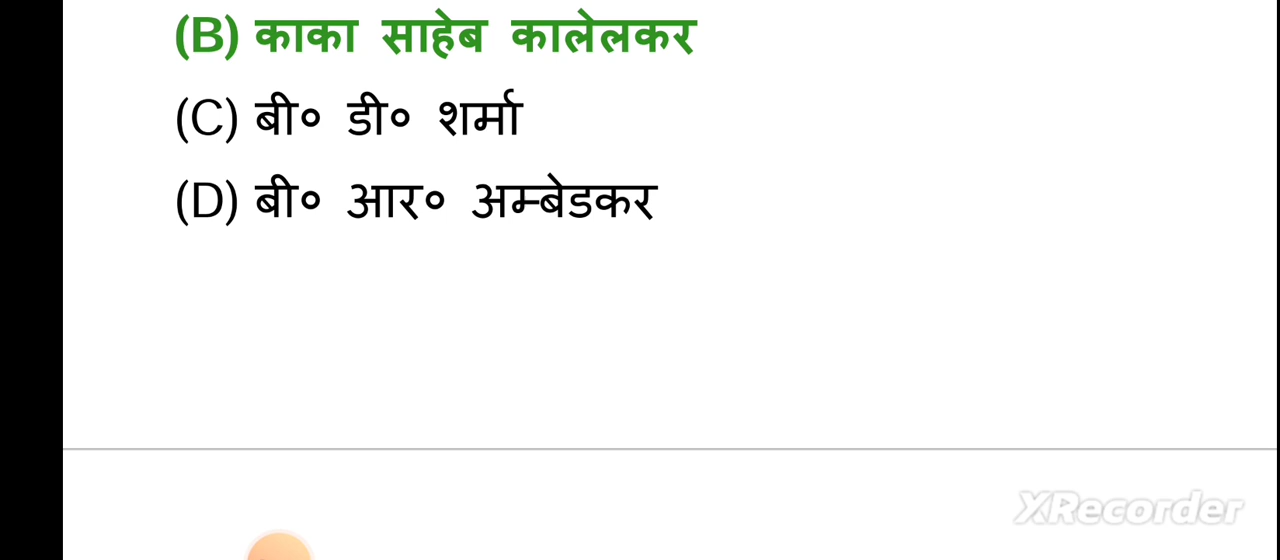 (B) काका साहेब कालेलकर
(C) बी० डी० शर्मा
(D) बी० आर० अम्बेडकर
XRecorder